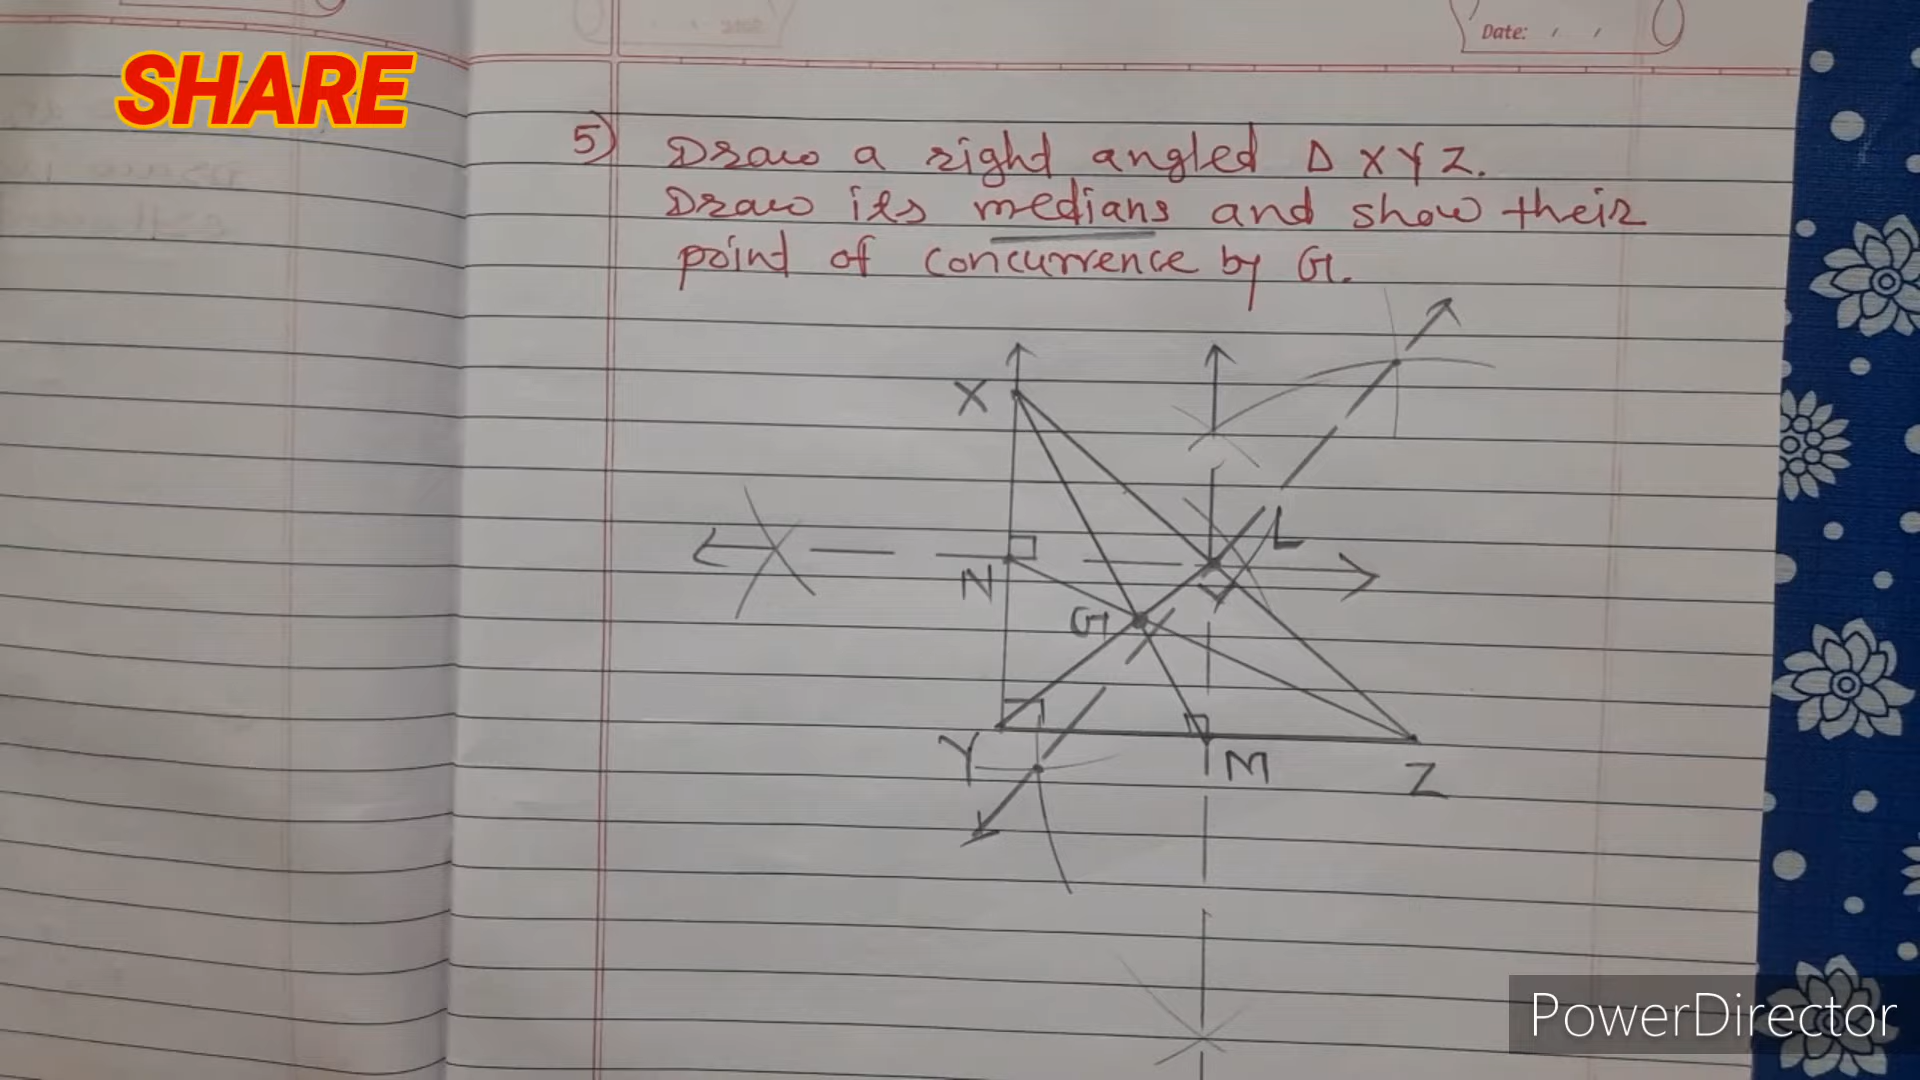 Date: / /
SHARE
5) Draw a right angled Δ XYZ.
Draw its medians and show their
point of concurrence by G.
X
L
N
G
Y
M
Z
PowerDirector